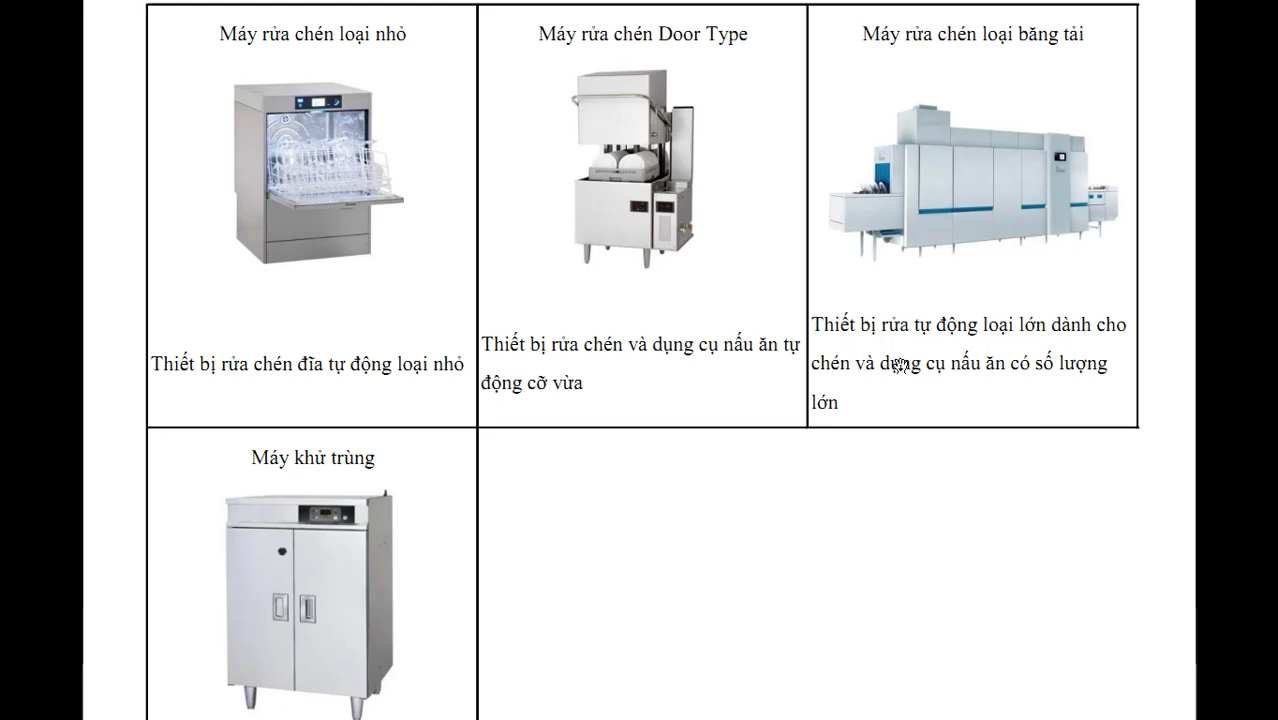 Máy rửa chén loại nhỏ
Thiết bị rửa chén đĩa tự động loại nhỏ
Máy rửa chén Door Type
Thiết bị rửa chén và dụng cụ nấu ăn tự
động cỡ vừa
Máy rửa chén loại băng tải
Thiết bị rửa tự động loại lớn dành cho
chén và dụng cụ nấu ăn có số lượng
lớn
Máy khử trùng